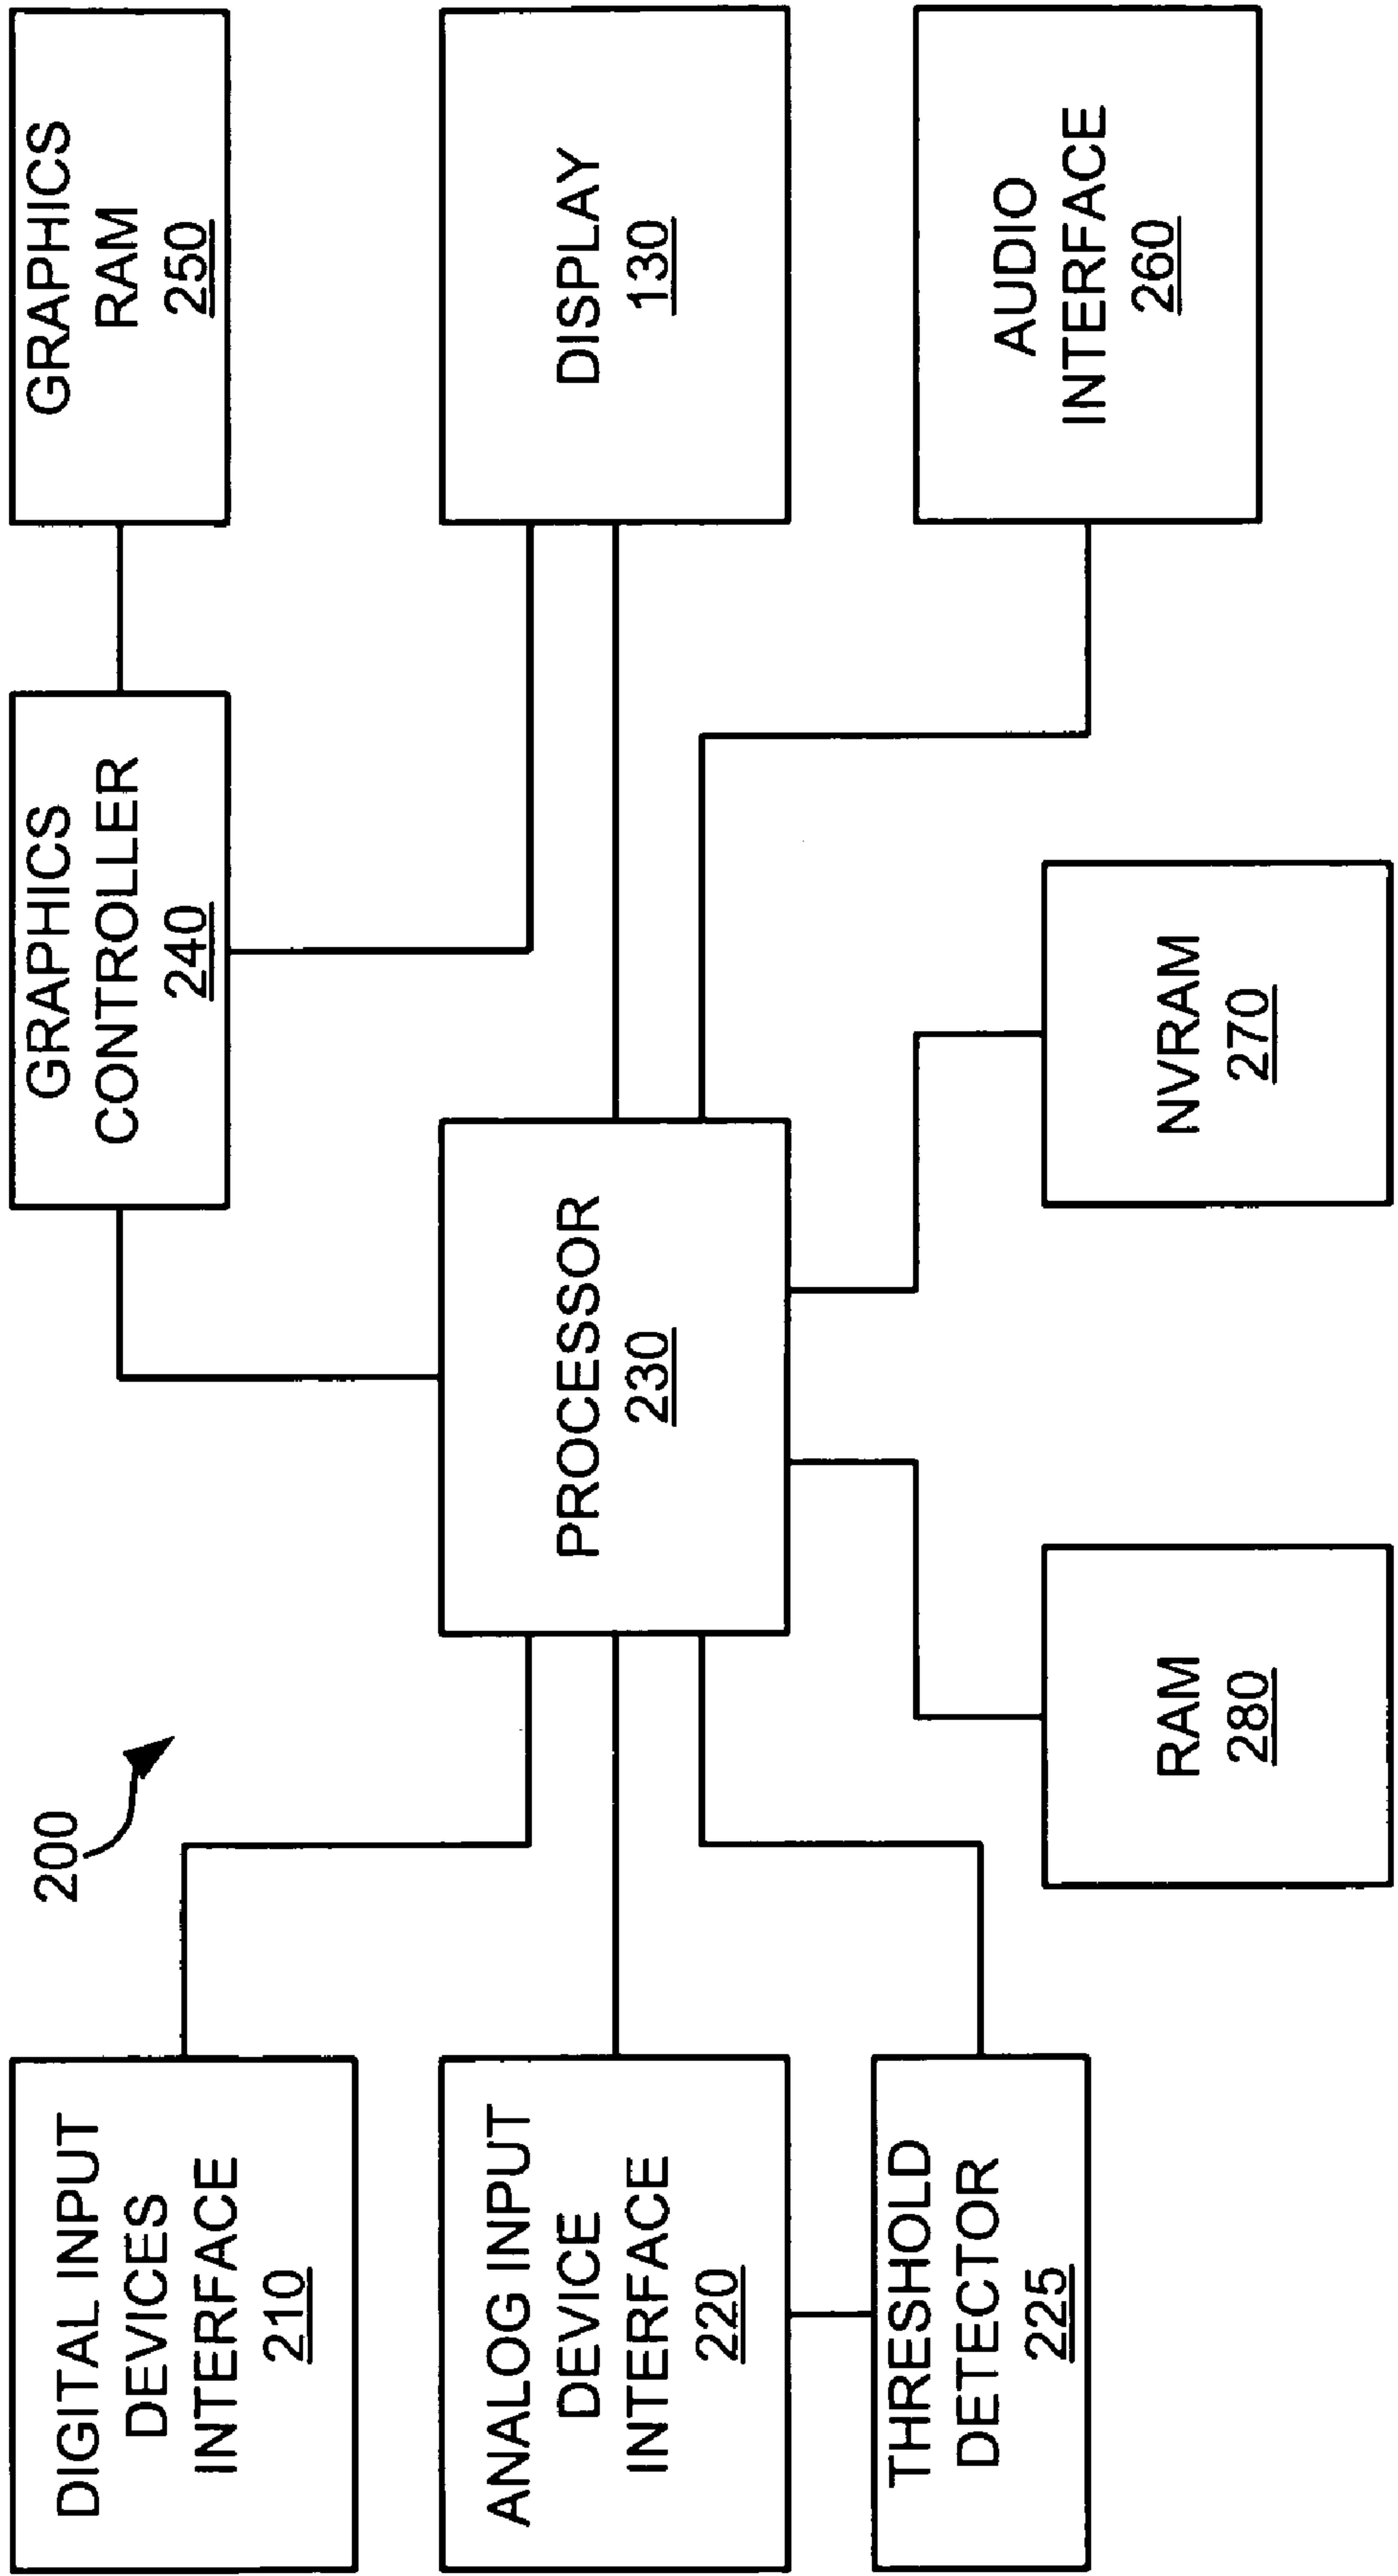 200
DIGITAL INPUT
DEVICES
INTERFACE
210
ANALOG INPUT
DEVICE
INTERFACE
220
THRESHOLD
DETECTOR
225
PROCESSOR
230
RAM
280
NVRAM
270
GRAPHICS
CONTROLLER
240
GRAPHICS
RAM
250
DISPLAY
130
AUDIO
INTERFACE
260